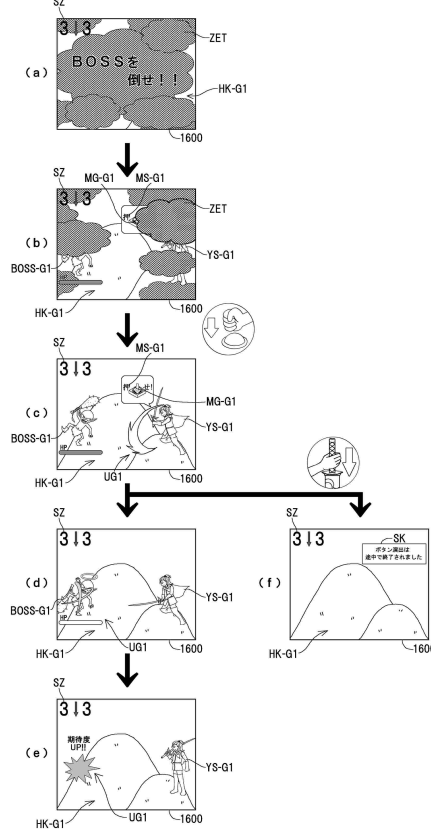 SZ
3↓3
ZET
BOSSを
倒せ!!
(a)
HK-G1
1600
SZ
MG-G1
MS-G1
3↓3
押
ZET
(b)
YS-G1
BOSS-G1
HP
1600
HK-G1
SZ
MS-G1
3↓3
押せ!
MG-G1
(c)
BOSS-G1
YS-G1
HP
HK-G1
UG1
1600
SZ
3↓3
(d)
BOSS-G1
YS-G1
HP
HK-G1
UG1
1600
SZ
3↓3
SK
ボタン演出は
途中で終了されました
(f)
HK-G1
1600
SZ
3↓3
期待度
UP!!
(e)
YS-G1
HK-G1
UG1
1600